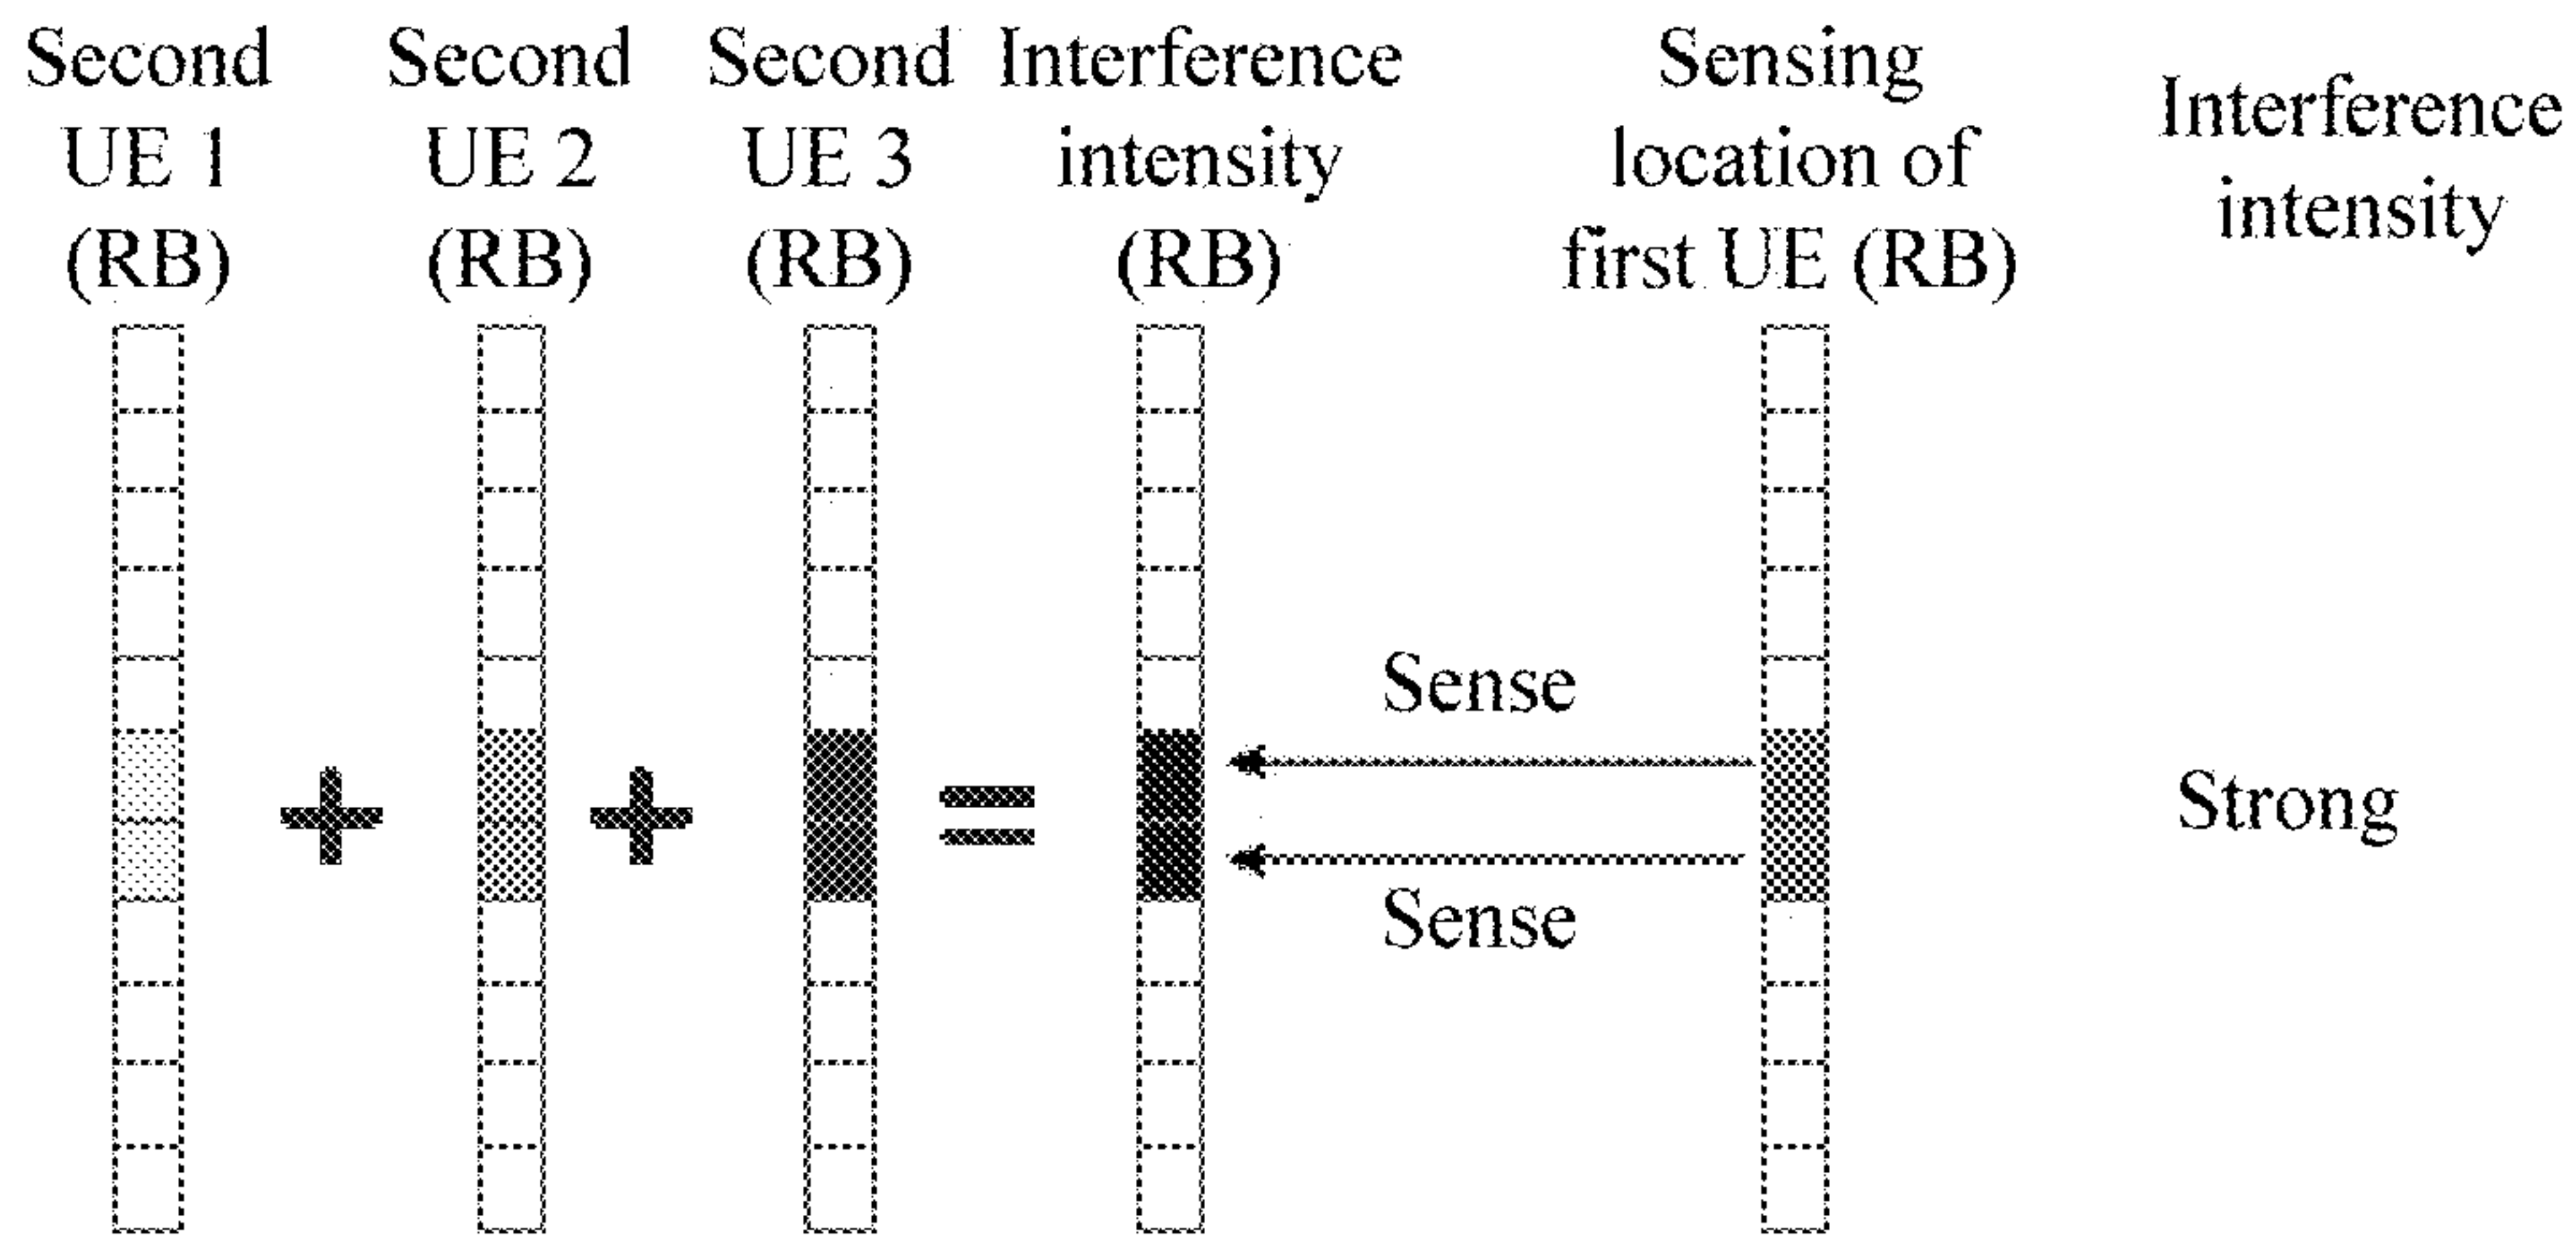 Second
UE 1
(RB)
Second
UE 2
(RB)
Second
UE 3
(RB)
Interference
intensity
(RB)
Sensing
location of
first UE (RB)
Interference
intensity
+
+
=
Sense
Sense
Strong